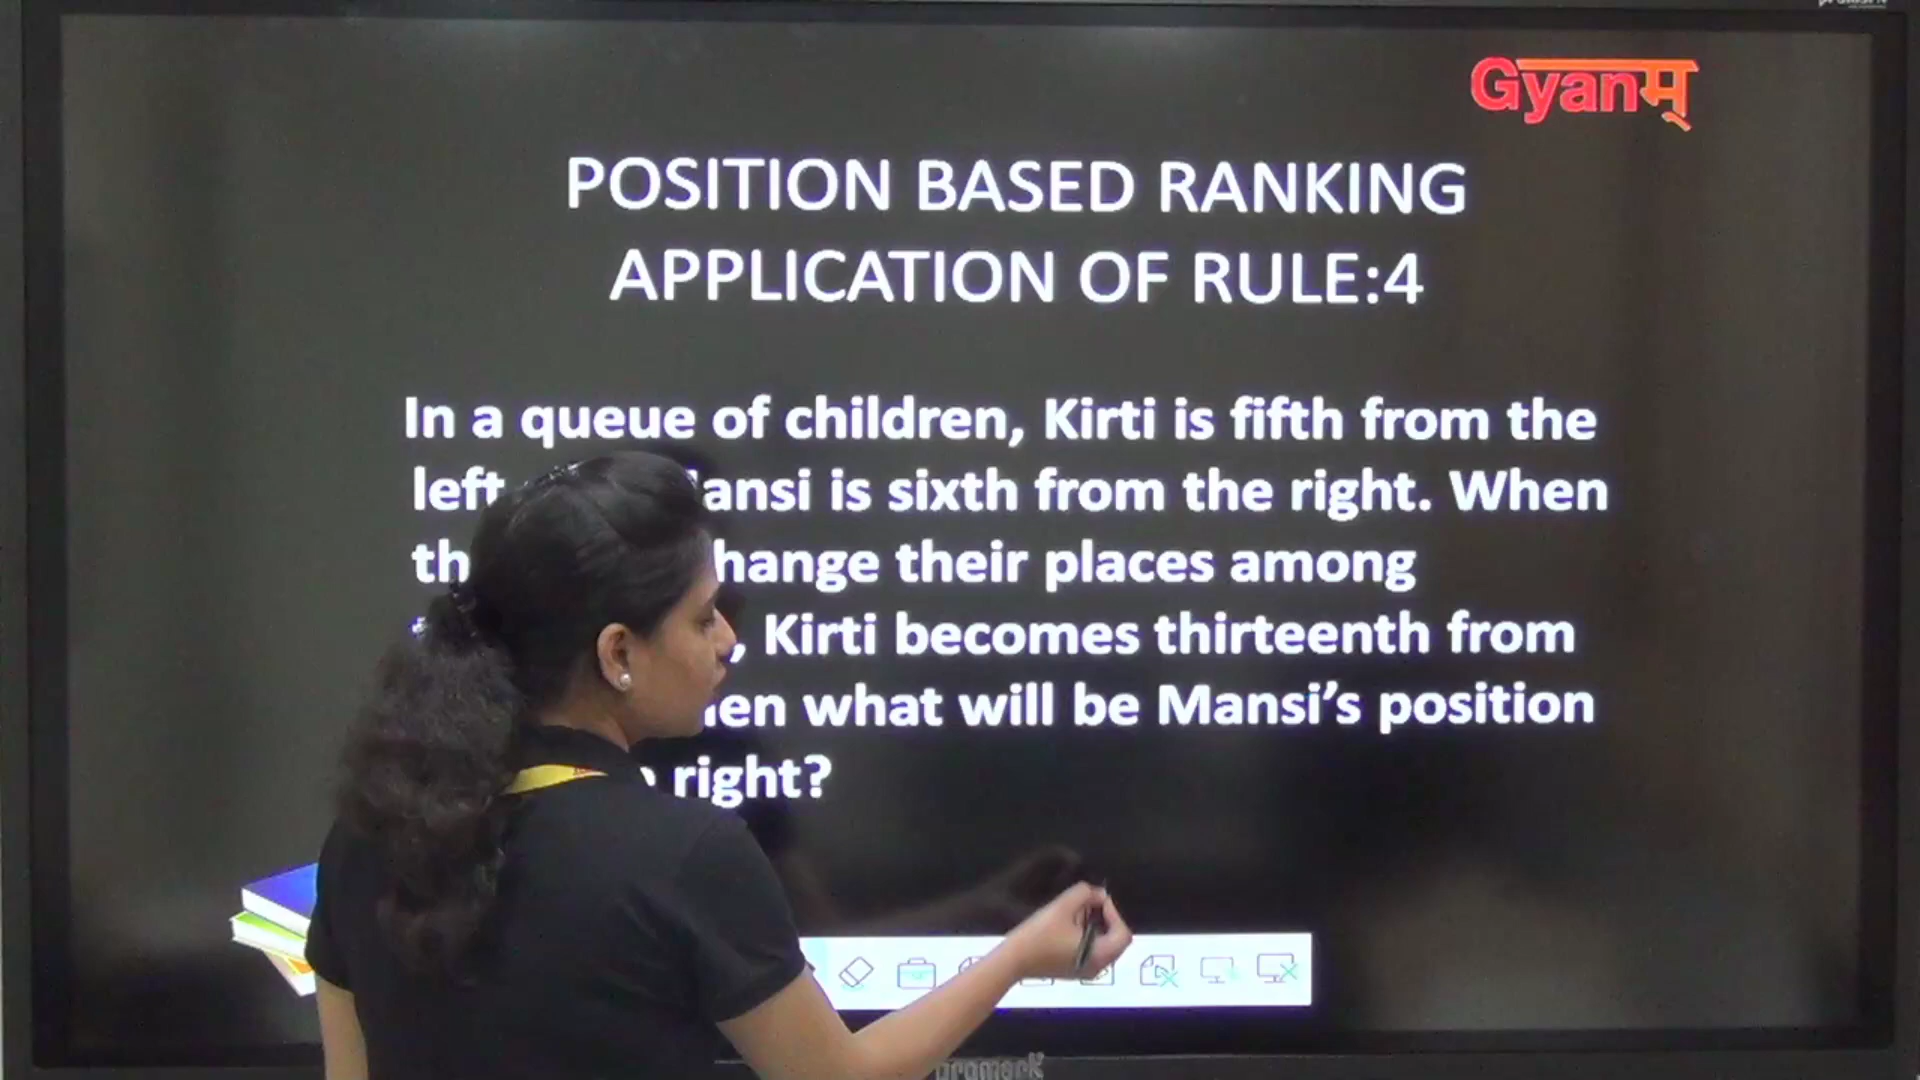 Gyanम्
POSITION BASED RANKING
APPLICATION OF RULE:4
In a queue of children, Kirti is fifth from the
left ansi is sixth from the right. When
th hange their places among
, Kirti becomes thirteenth from
en what will be Mansi's position
right?